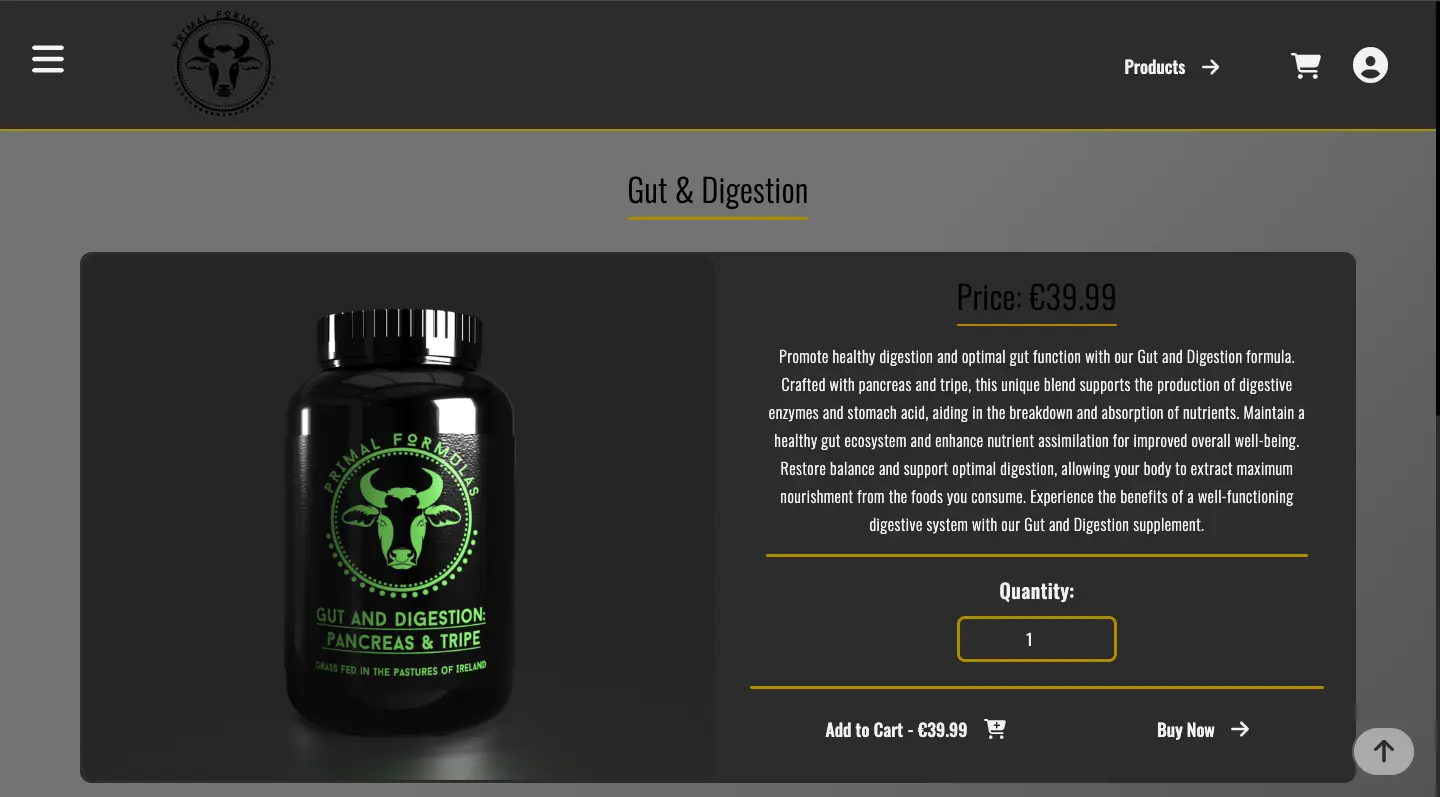 PRIMAL FORMULAS
Products
Gut & Digestion
PRIMAL FORMULAS
GUT AND DIGESTION:
PANCREAS & TRIPE
GRASS FED IN THE PASTURES OF IRELAND
Price: €39.99
Promote healthy digestion and optimal gut function with our Gut and Digestion formula.
Crafted with pancreas and tripe, this unique blend supports the production of digestive
enzymes and stomach acid, aiding in the breakdown and absorption of nutrients. Maintain a
healthy gut ecosystem and enhance nutrient assimilation for improved overall well-being.
Restore balance and support optimal digestion, allowing your body to extract maximum
nourishment from the foods you consume. Experience the benefits of a well-functioning
digestive system with our Gut and Digestion supplement.
Quantity:
1
Add to Cart - €39.99
Buy Now